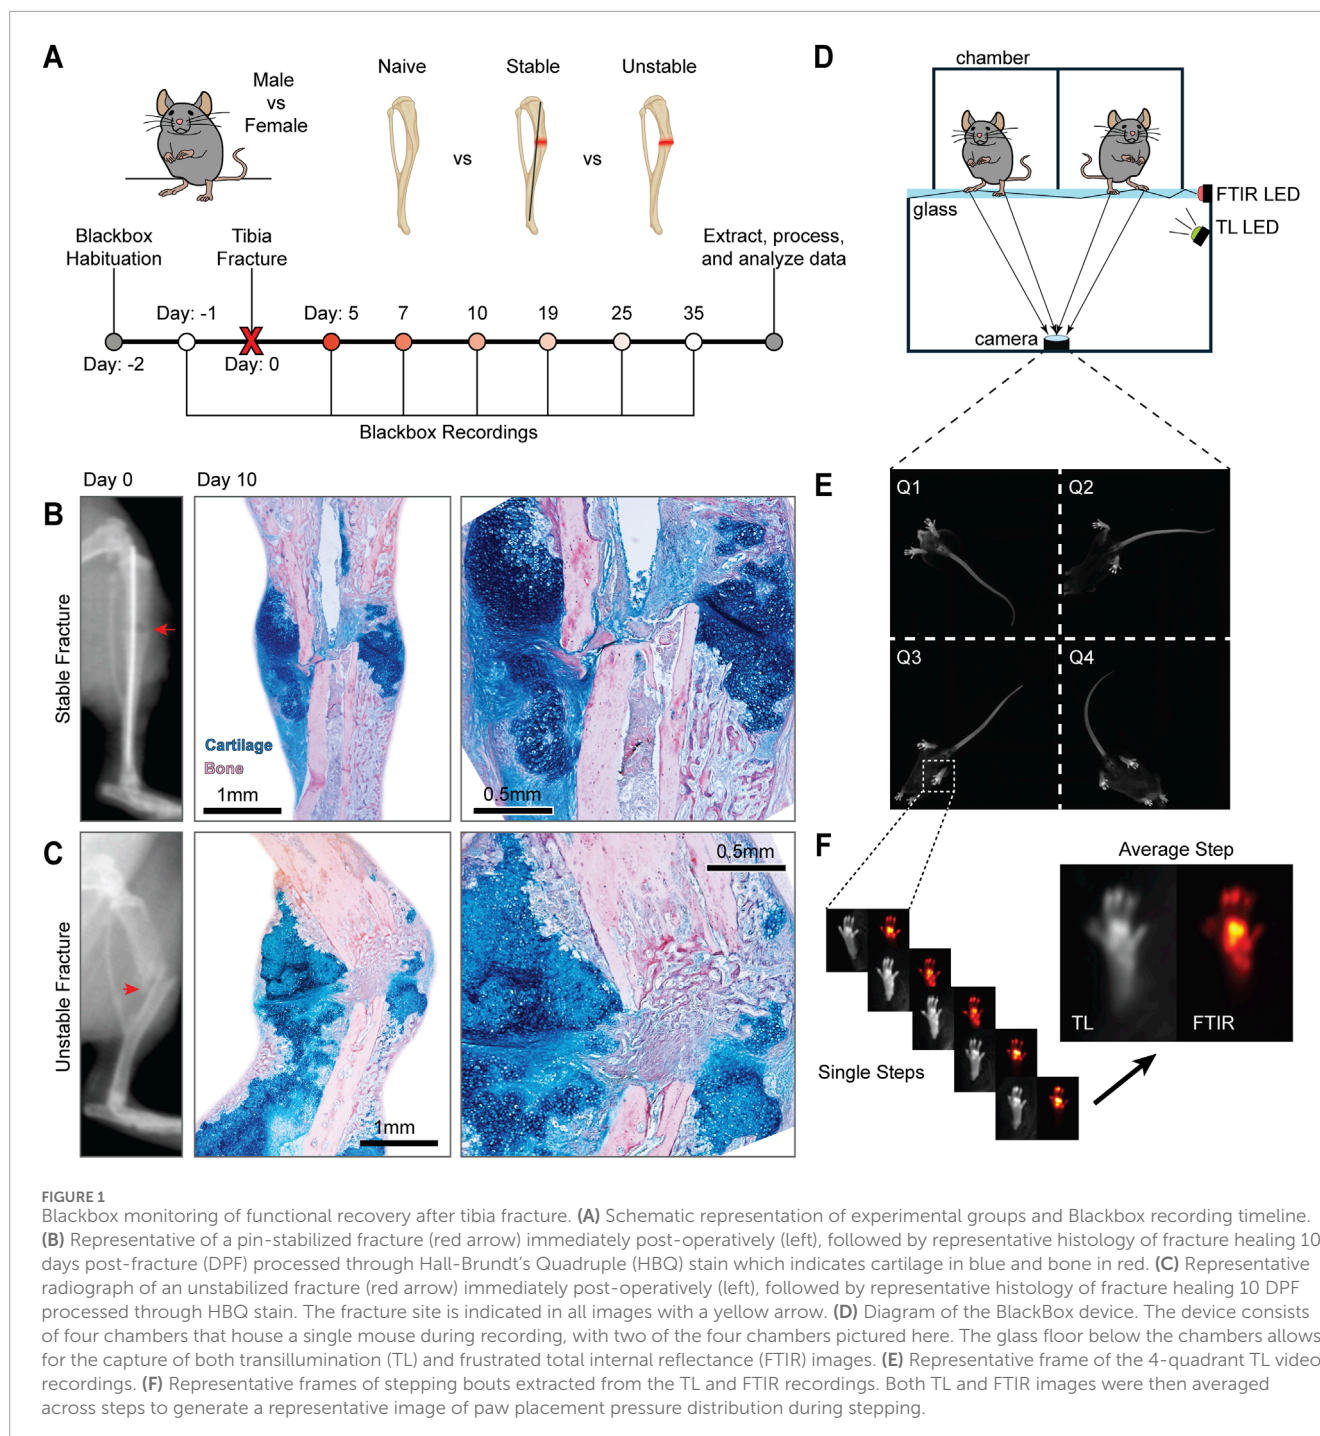 A
Male
vs
Female
Naive
vs
Stable
vs
Unstable
Blackbox
Habituation
Tibia
Fracture
Extract, process,
and analyze data
Day: -1
Day: 5
7
10
19
25
35
Day: -2
Day: 0
Blackbox Recordings
D
chamber
glass
FTIR LED
TL LED
camera
Day 0
Day 10
B
Stable Fracture
Cartilage
Bone
1mm
0.5mm
C
Unstable Fracture
1mm
0.5mm
E
Q1
Q2
Q3
Q4
F
Average Step
TL
FTIR
Single Steps
FIGURE 1
Blackbox monitoring of functional recovery after tibia fracture. (A) Schematic representation of experimental groups and Blackbox recording timeline.
(B) Representative of a pin-stabilized fracture (red arrow) immediately post-operatively (left), followed by representative histology of fracture healing 10
days post-fracture (DPF) processed through Hall-Brundt's Quadruple (HBQ) stain which indicates cartilage in blue and bone in red. (C) Representative
radiograph of an unstabilized fracture (red arrow) immediately post-operatively (left), followed by representative histology of fracture healing 10 DPF
processed through HBQ stain. The fracture site is indicated in all images with a yellow arrow. (D) Diagram of the BlackBox device. The device consists
of four chambers that house a single mouse during recording, with two of the four chambers pictured here. The glass floor below the chambers allows
for the capture of both transillumination (TL) and frustrated total internal reflectance (FTIR) images. (E) Representative frame of the 4-quadrant TL video
recordings. (F) Representative frames of stepping bouts extracted from the TL and FTIR recordings. Both TL and FTIR images were then averaged
across steps to generate a representative image of paw placement pressure distribution during stepping.